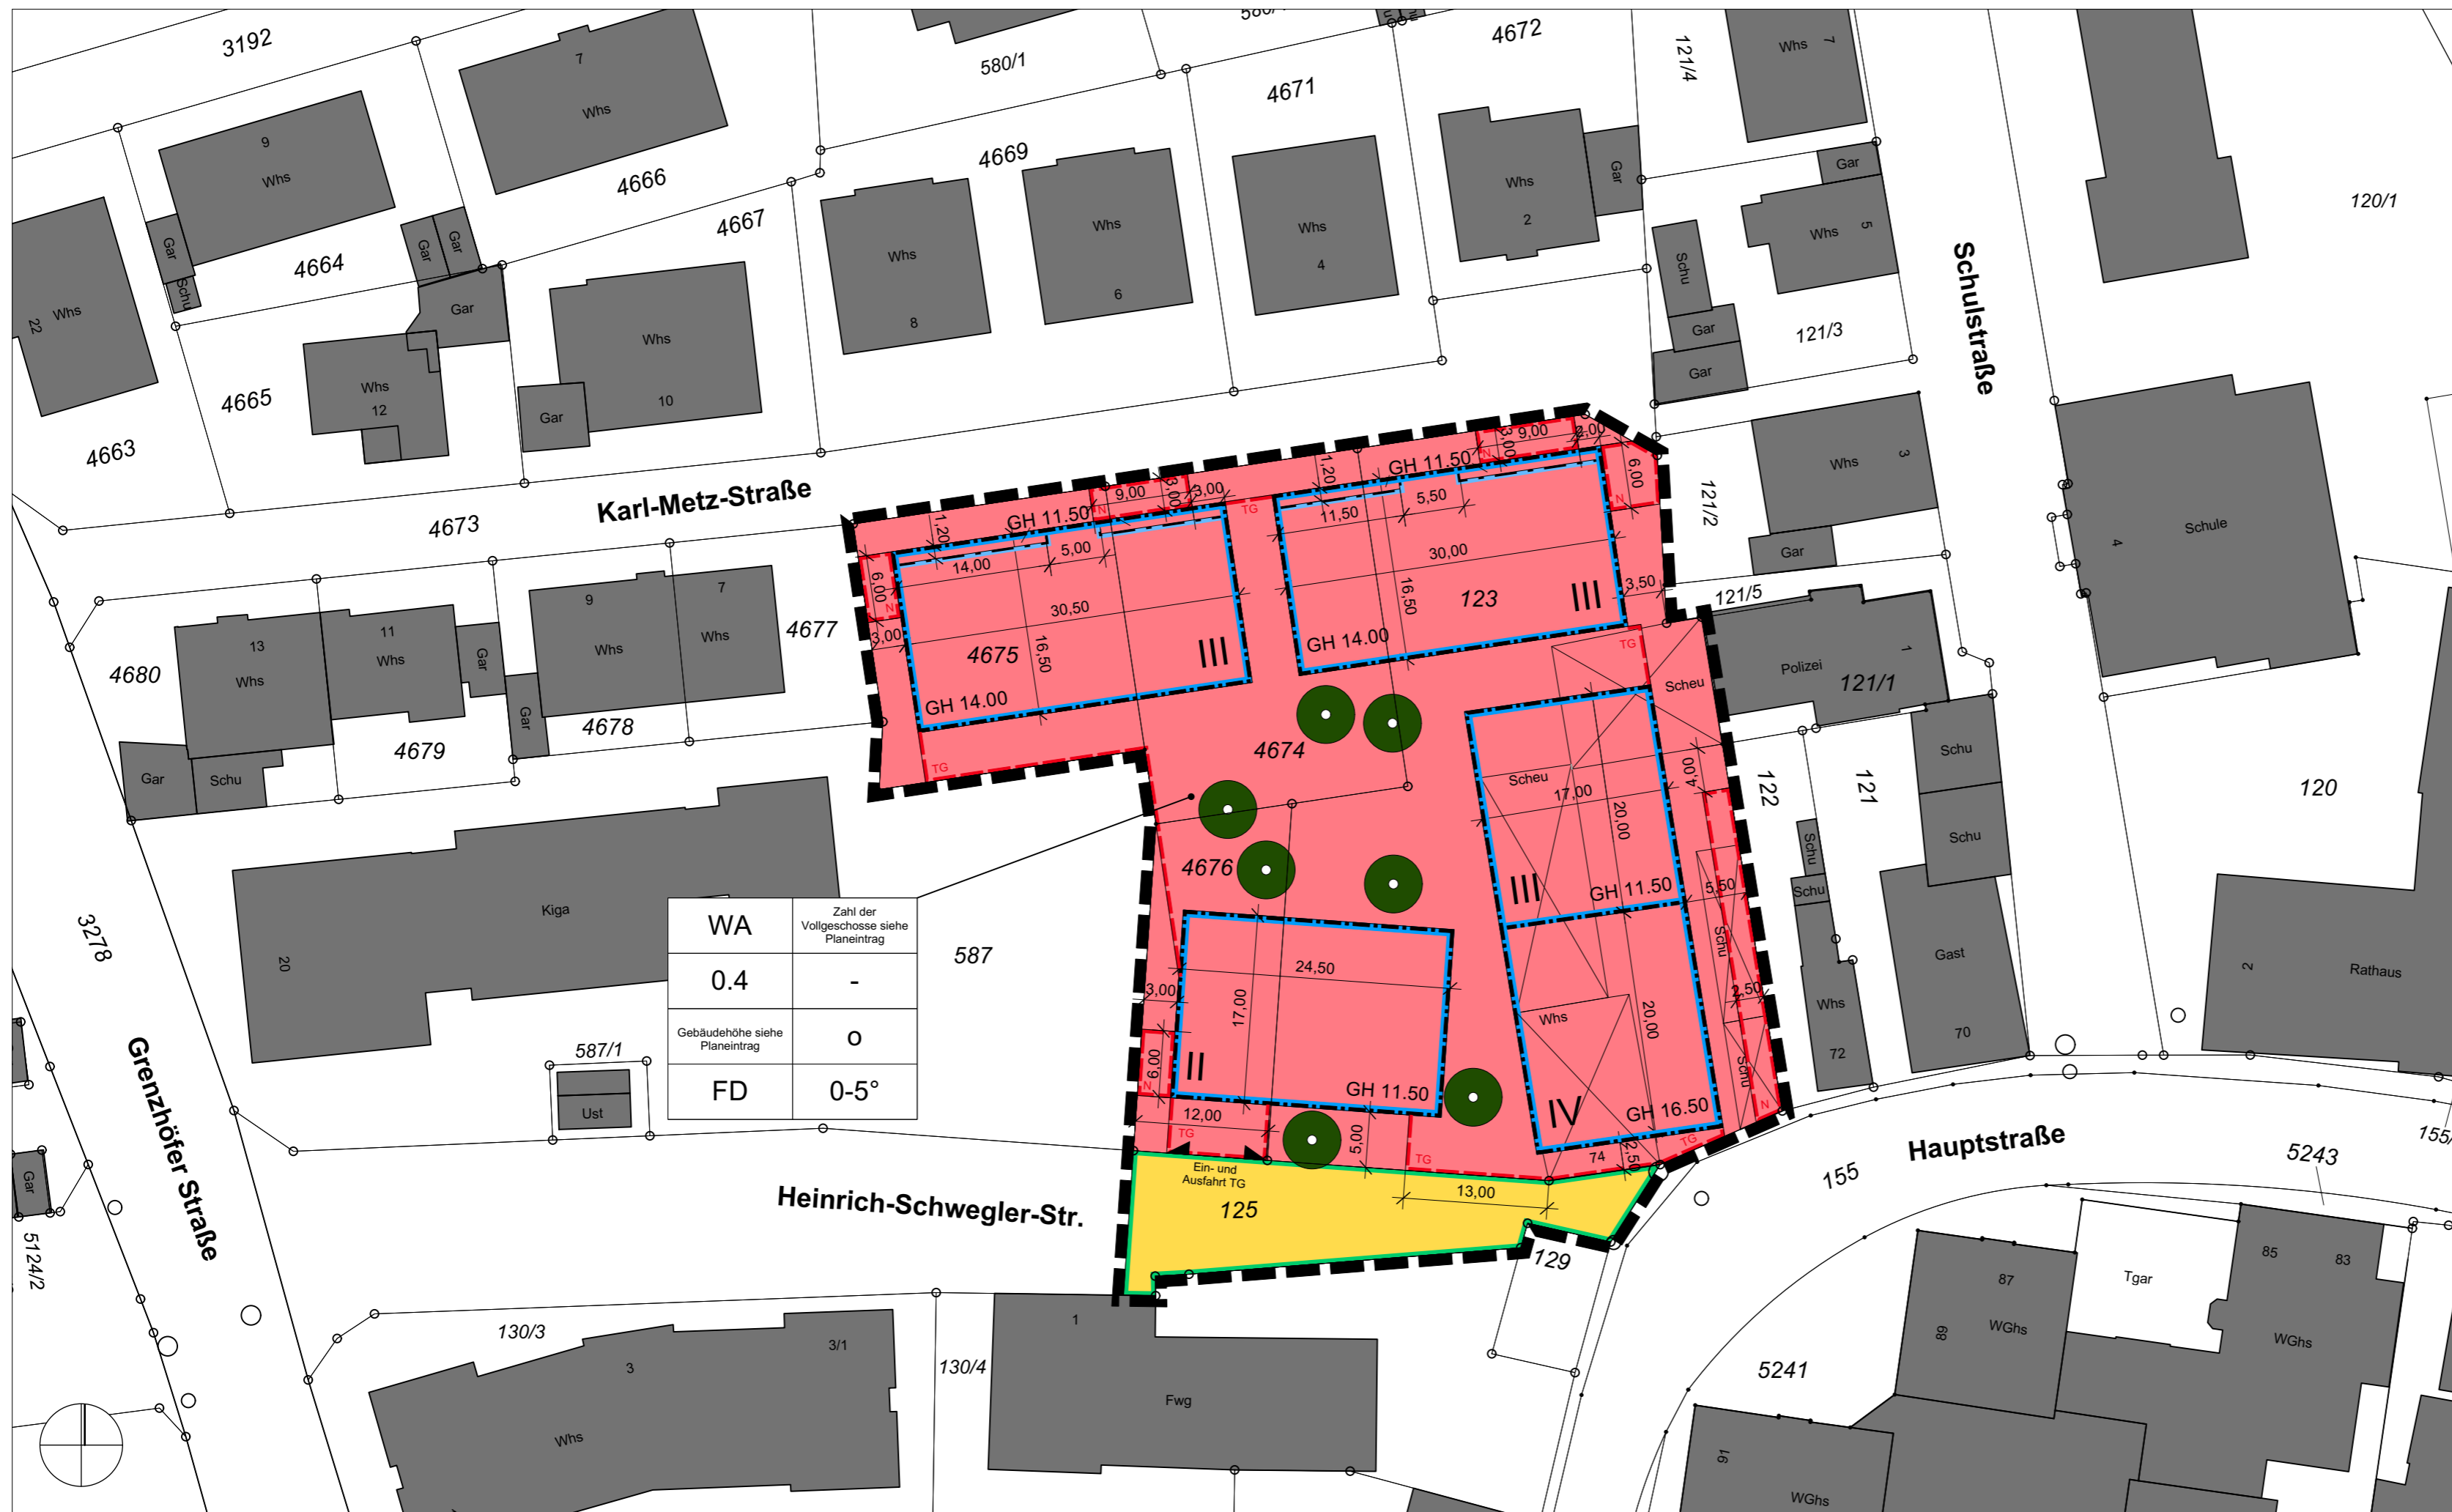 3192
7
Whs
580/1
4672
121/4
Whs 7
120/1
9
Whs
4671
4669
4666
4667
Gar
Schu
Gar
Gar
4664
Whs
22
Gar
Whs
8
Whs
6
Whs
4
Whs
2
Gar
Gar
Whs 5
Schu
Gar
Gar
121/3
Schulstraße
4665
Whs
12
Gar
Whs
10
4663
Karl-Metz-Straße
4673
Whs 3
121/2
Gar
Schule
4
121/5
Polizei
1
121/1
4680
13
Whs
11
Whs
Gar
9
Whs
7
Whs
4677
Gar
4678
4679
Gar
Schu
1,20
GH 11.50
9,00
N
3,00
3,00
TG
14,00
5,00
30,50
16,50
6,00
N
3,00
4675
III
GH 14.00
TG
1,20
GH 11.50
3,00
9,00
N
2,00
6,00
N
11,50
5,50
30,00
16,50
123
III
3,50
GH 14.00
TG
Scheu
4674
Scheu
17,00
20,00
4,00
III
GH 11.50
5,50
Schu
122
121
Schu
Schu
Schu
Schu
120
4676
24,50
17,00
3,00
6,00
N
II
GH 11.50
12,00
TG
5,00
TG
Whs
20,00
2,50
Schu
N
IV
GH 16.50
TG
74
2,50
13,00
Ein- und
Ausfahrt TG
125
Kiga
20
587
WA
Zahl der
Vollgeschosse siehe
Planeintrag
0.4
-
Gebäudehöhe siehe
Planeintrag
o
FD
0-5°
587/1
Ust
3278
Grenzhöfer Straße
Gar
5124/2
Heinrich-Schwegler-Str.
Whs
72
Gast
70
Rathaus
2
Hauptstraße
155
5243
129
130/3
3
3/1
Whs
130/4
1
Fwg
5241
87
89
WGhs
Tgar
85
83
WGhs
91
WGhs